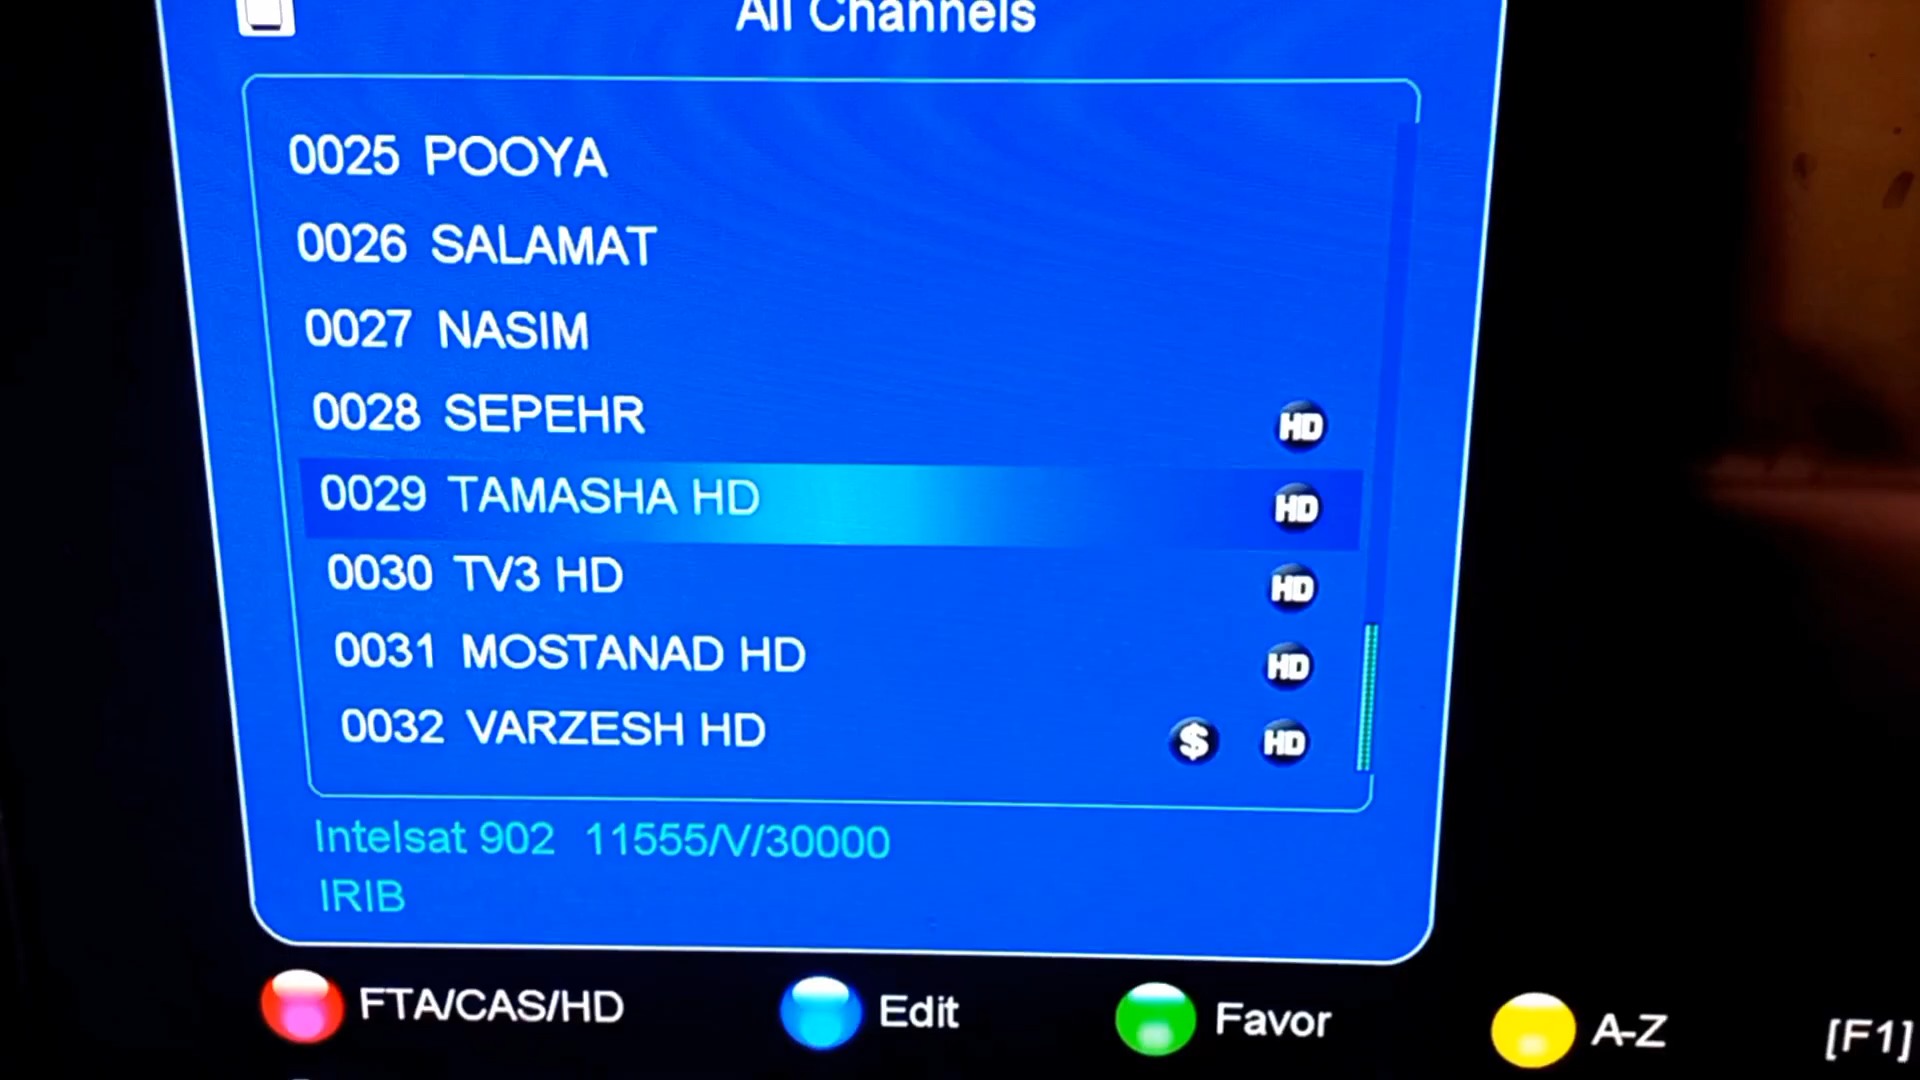 All Channels
0025 POOYA
0026 SALAMAT
0027 NASIM
0028 SEPEHR HD
0029 TAMASHA HD HD
0030 TV3 HD HD
0031 MOSTANAD HD HD
0032 VARZESH HD $ HD
Intelsat 902 11555/V/30000
IRIB
FTA/CAS/HD Edit Favor A-Z [F1]